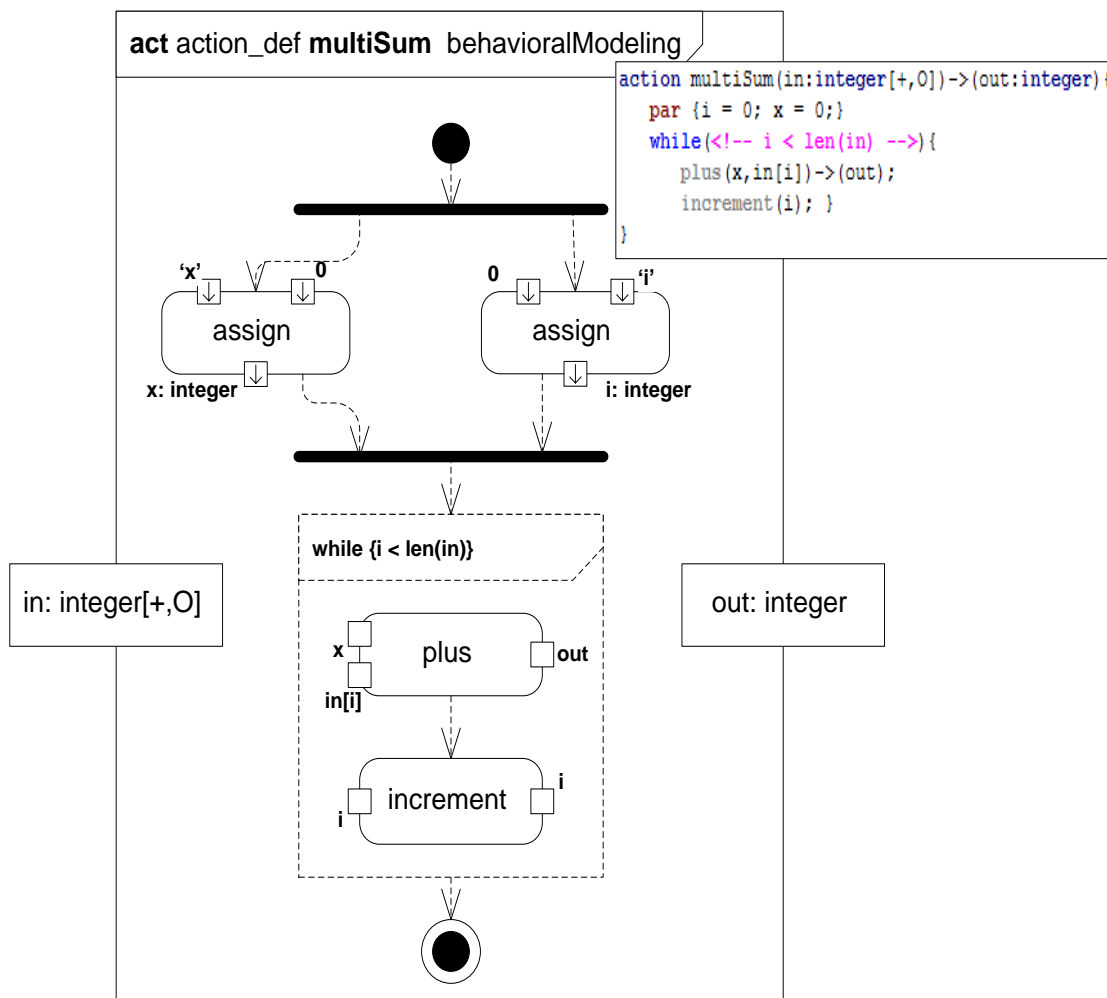 act action_def multiSum behavioralModeling
action multiSum(in:integer[+,O])->(out:integer){
par {i = 0; x = 0;}
while(<!-- i < len(in) -->){
plus(x,in[i])->(out);
increment(i); }
}
‘x’
0
0
‘i’
assign
assign
x: integer
i: integer
while {i < len(in)}
in: integer[+,O]
out: integer
x
plus
out
in[i]
i
increment
i